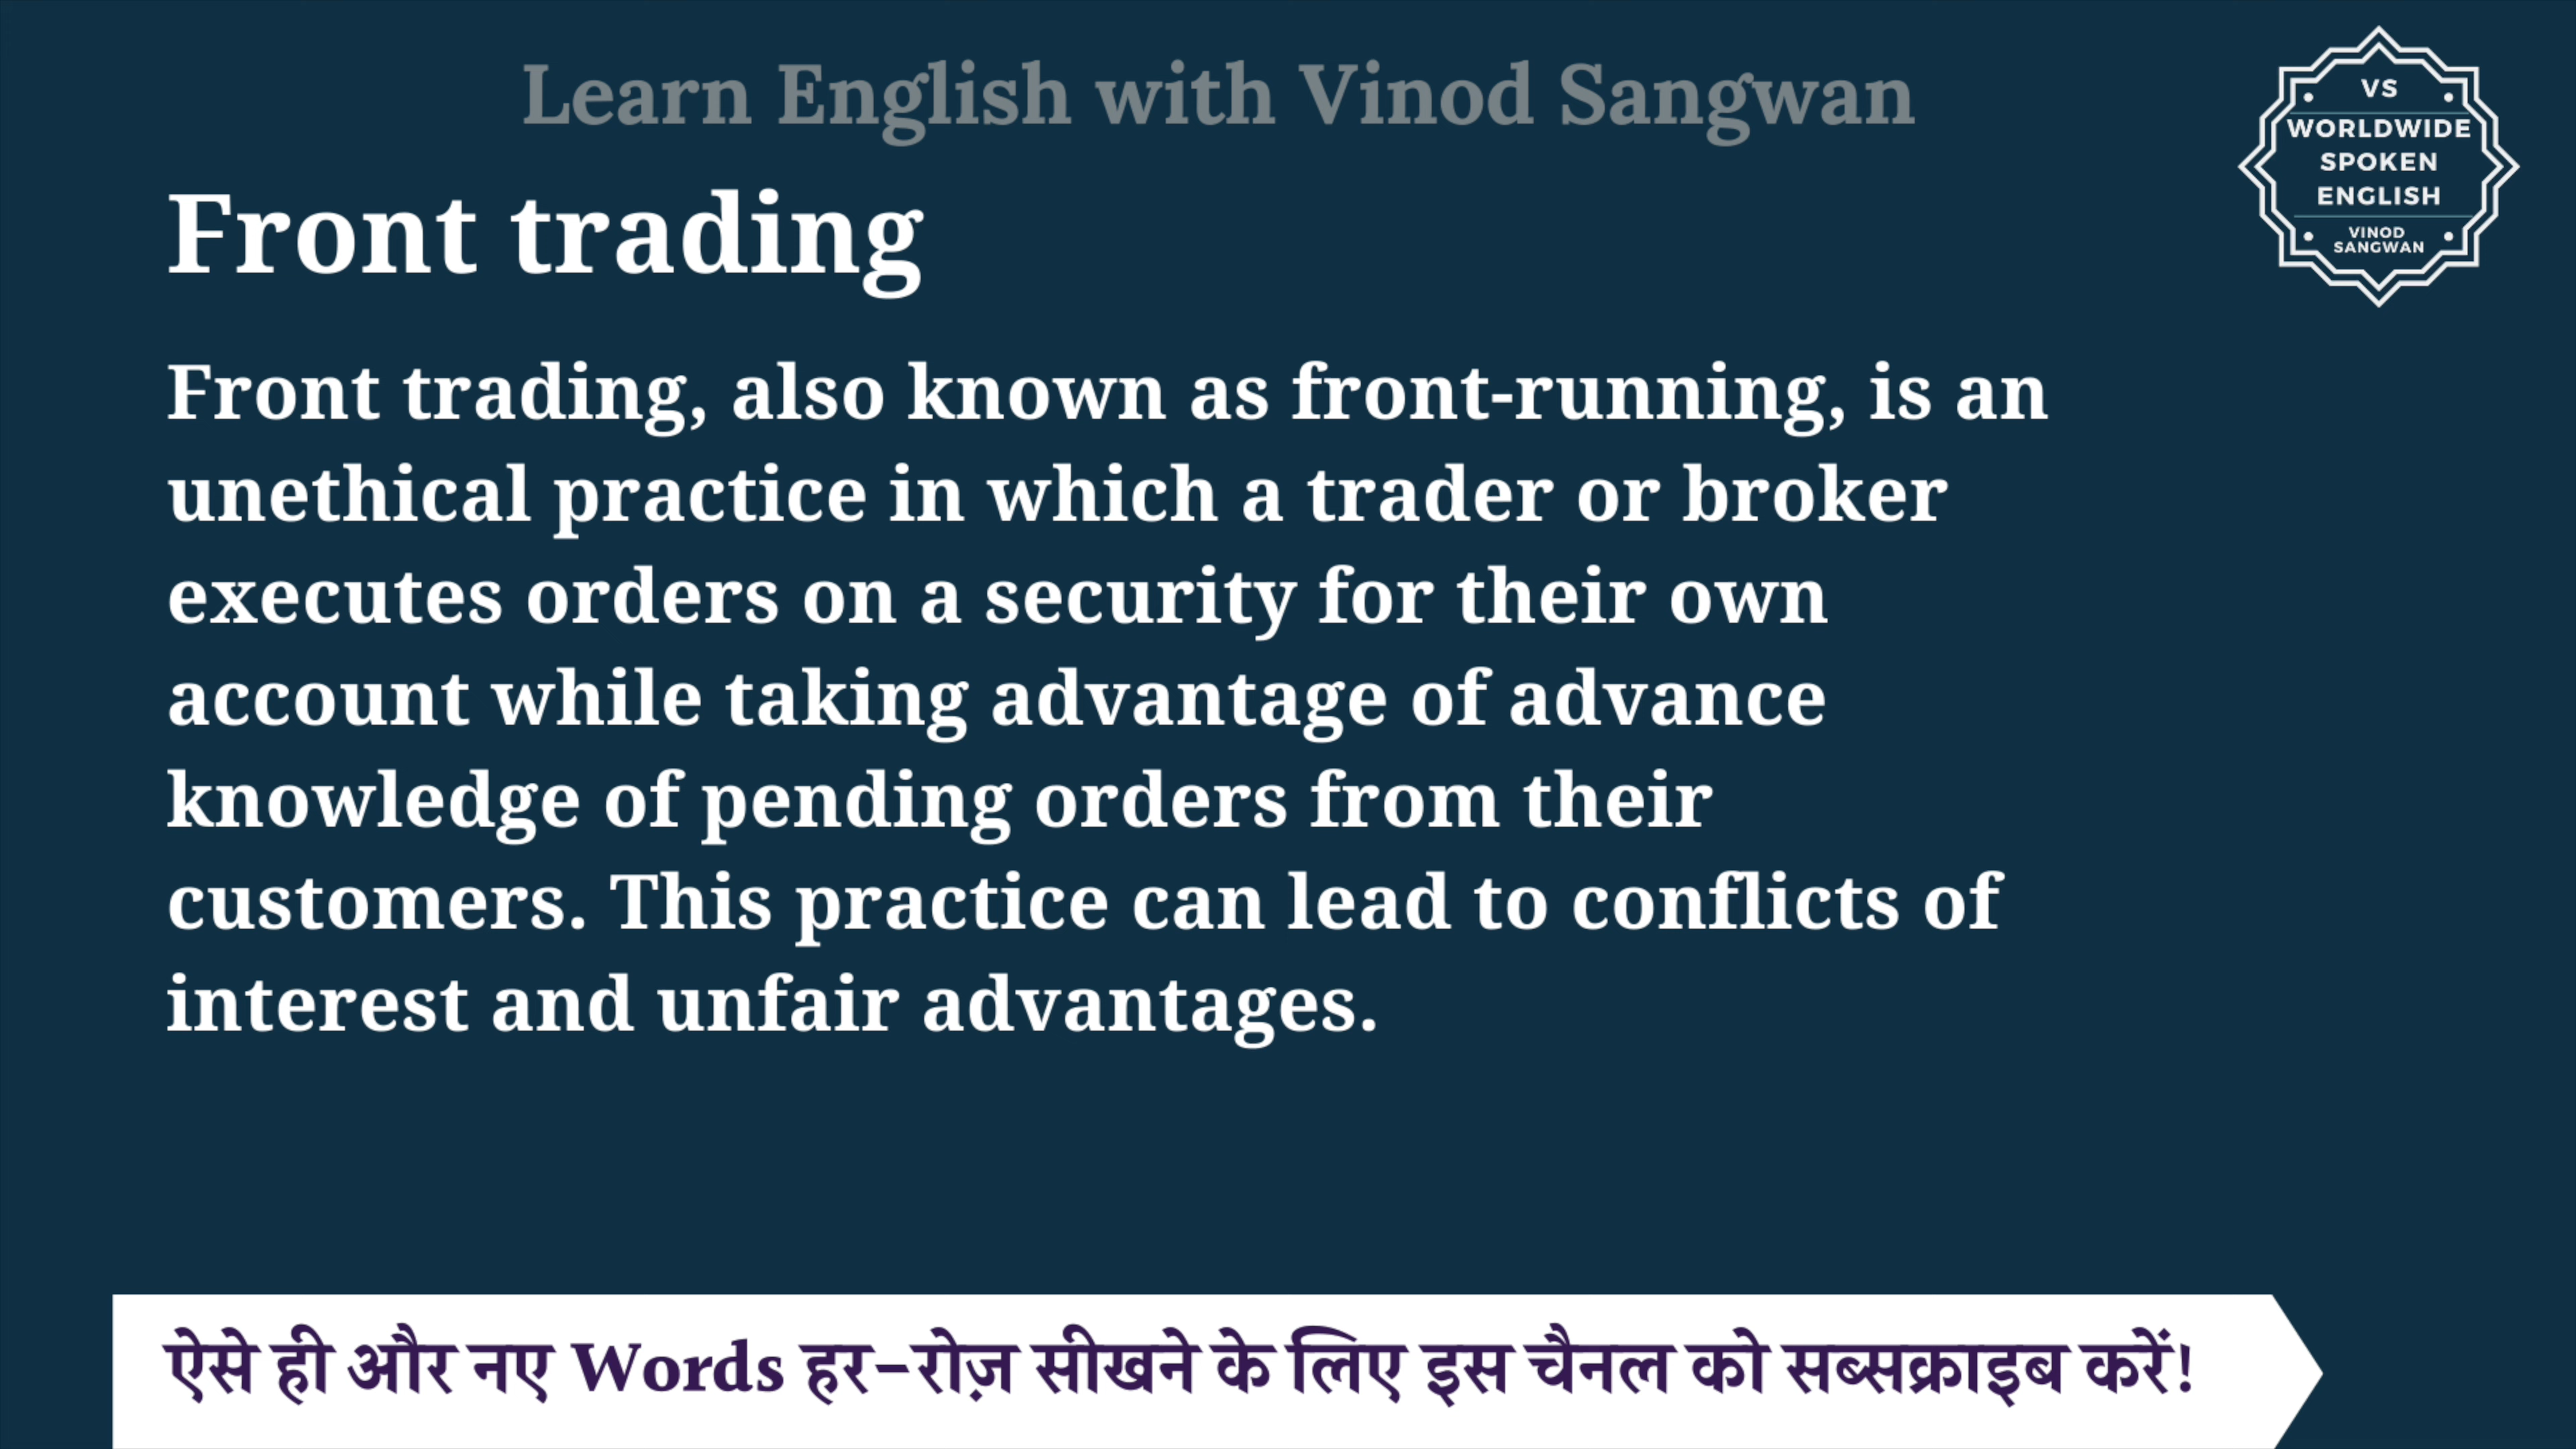 Learn English with Vinod Sangwan
VS
WORLDWIDE
SPOKEN
ENGLISH
VINOD
SANGWAN
Front trading
Front trading, also known as front-running, is an
unethical practice in which a trader or broker
executes orders on a security for their own
account while taking advantage of advance
knowledge of pending orders from their
customers. This practice can lead to conflicts of
interest and unfair advantages.
ऐसे ही और नए Words हर-रोज़ सीखने के लिए इस चैनल को सब्सक्राइब करें!